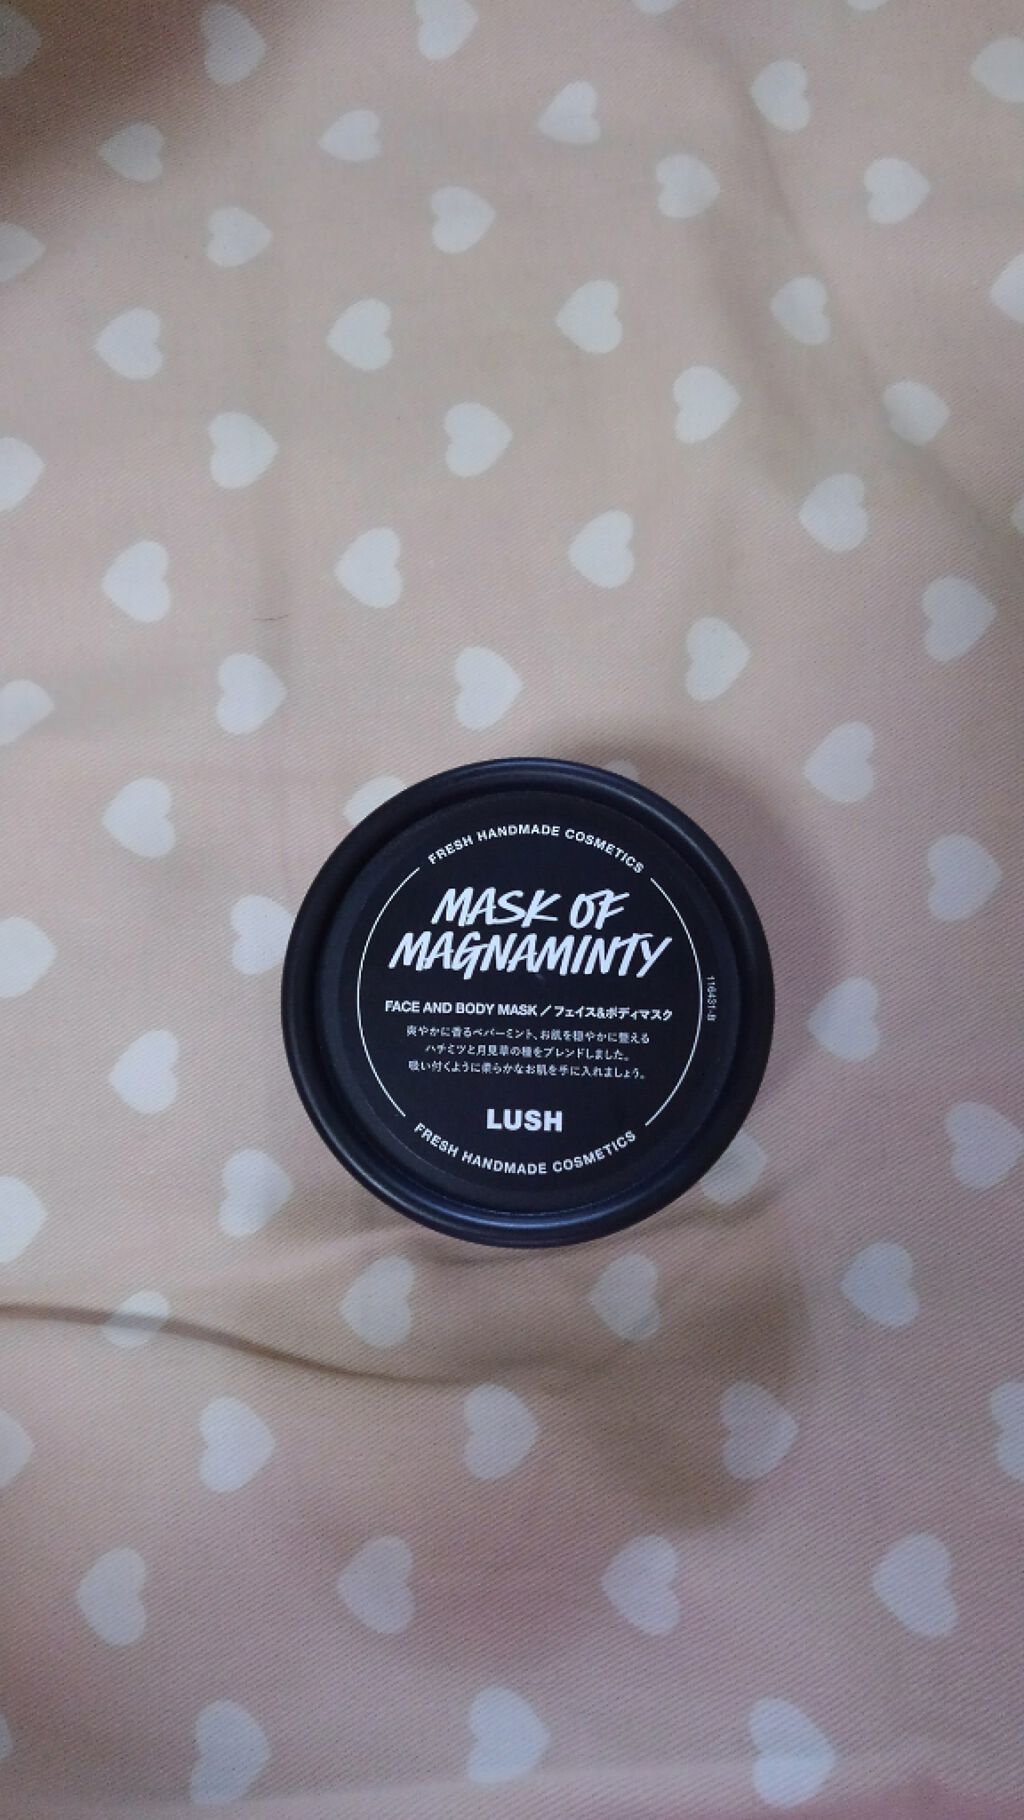 FRESH HANDMADE COSMETICS
MASK OF
MAGNAMINTY
FACE AND BODY MASK / フェイス&ボディマスク
爽やかに香るペパーミント、お肌を穏やかに整える
ハチミツと月見草の種をブレンドしました。
吸い付くように柔らかなお肌を手に入れましょう。
LUSH
FRESH HANDMADE COSMETICS